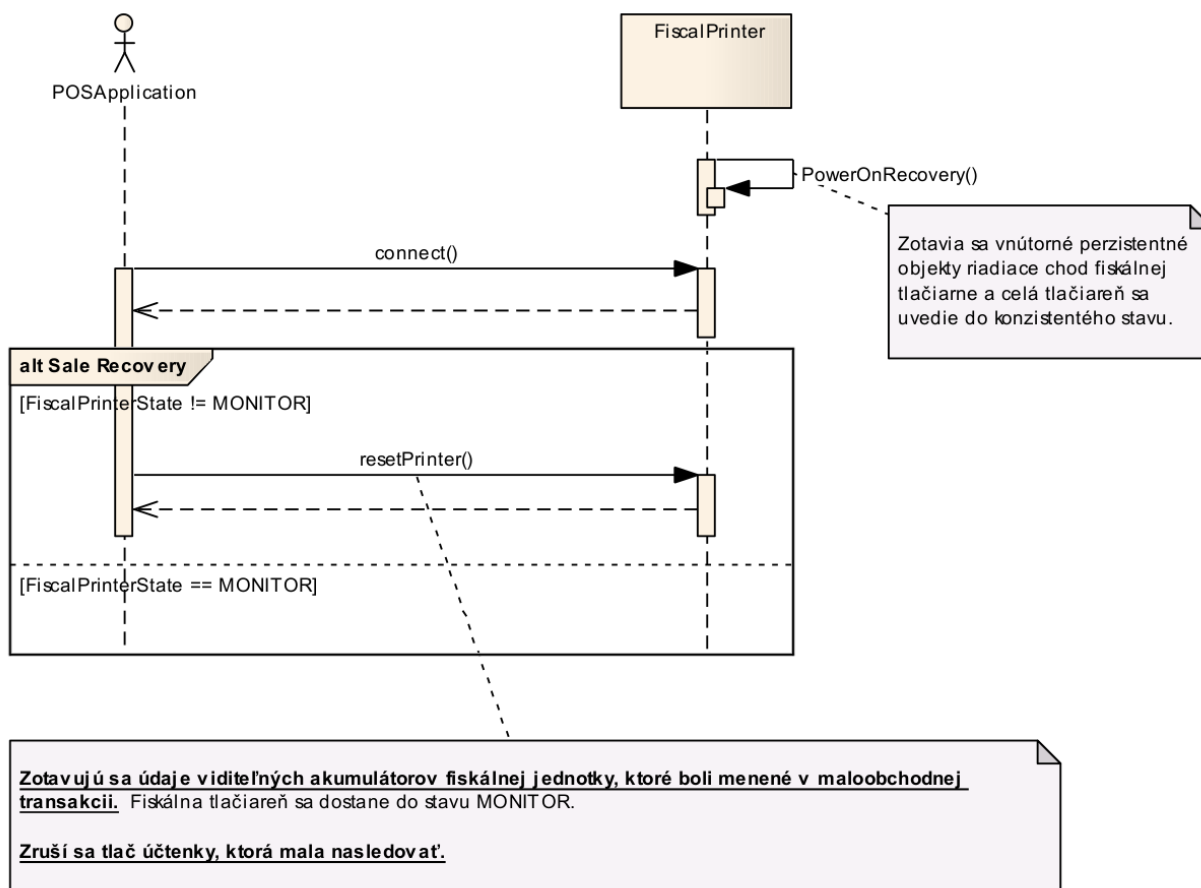 POSApplication
FiscalPrinter
PowerOnRecovery()
Zotavia sa vnútorné perzistentné
objekty riadiace chod fiskálnej
tlačiarne a celá tlačiareň sa
uvedie do konzistentého stavu.
connect()
alt Sale Recovery
[FiscalPrinterState != MONITOR]
resetPrinter()
[FiscalPrinterState == MONITOR]
Zotavujú sa údaje viditeľných akumulátorov fiskálnej jednotky, ktoré boli menené v maloobchodnej
transakcii. Fiskálna tlačiareň sa dostane do stavu MONITOR.
Zruší sa tlač účtenky, ktorá mala nasledovať.